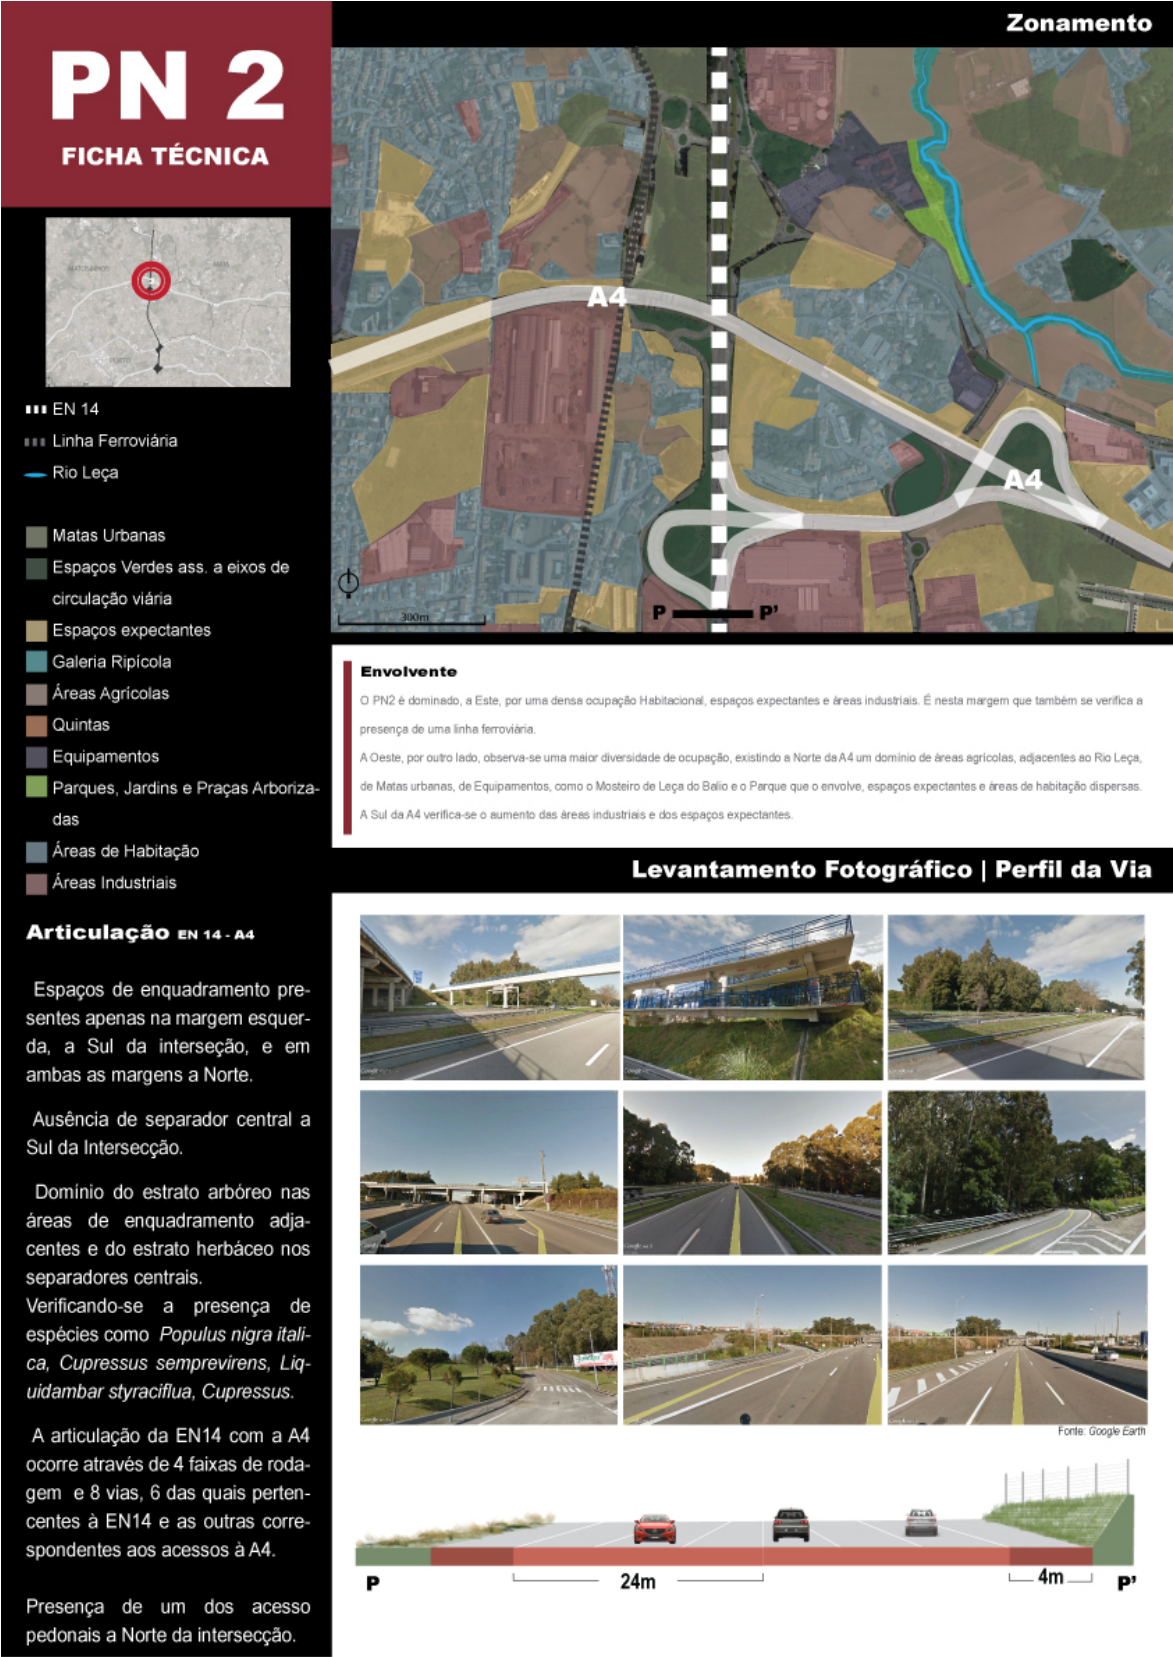 PN 2
FICHA TÉCNICA
MATOSINHOS
MAIA
PORTO
EN 14
Linha Ferroviária
Rio Leça
Matas Urbanas
Espaços Verdes ass. a eixos de
circulação viária
Espaços expectantes
Galeria Ripícola
Áreas Agrícolas
Quintas
Equipamentos
Parques, Jardins e Praças Arboriza-
das
Áreas de Habitação
Áreas Industriais
Articulação EN 14 - A4
Espaços de enquadramento pre-
sentes apenas na margem esquer-
da, a Sul da interseção, e em
ambas as margens a Norte.
Ausência de separador central a
Sul da Intersecção.
Domínio do estrato arbóreo nas
áreas de enquadramento adja-
centes e do estrato herbáceo nos
separadores centrais.
Verificando-se a presença de
espécies como Populus nigra itali-
ca, Cupressus semprevirens, Liq-
uidambar styraciflua, Cupressus.
A articulação da EN14 com a A4
ocorre através de 4 faixas de roda-
gem e 8 vias, 6 das quais perten-
centes à EN14 e as outras corre-
spondentes aos acessos à A4.
Presença de um dos acesso
pedonais a Norte da intersecção.
Zonamento
A4
A4
300m
P P'
Envolvente
O PN2 é dominado, a Este, por uma densa ocupação Habitacional, espaços expectantes e áreas industriais. É nesta margem que também se verifica a
presença de uma linha ferroviária.
A Oeste, por outro lado, observa-se uma maior diversidade de ocupação, existindo a Norte da A4 um domínio de áreas agrícolas, adjacentes ao Rio Leça,
de Matas urbanas, de Equipamentos, como o Mosteiro de Leça do Balio e o Parque que o envolve, espaços expectantes e áreas de habitação dispersas.
A Sul da A4 verifica-se o aumento das áreas industriais e dos espaços expectantes.
Levantamento Fotográfico | Perfil da Via
Fonte: Google Earth
P 24m 4m P'